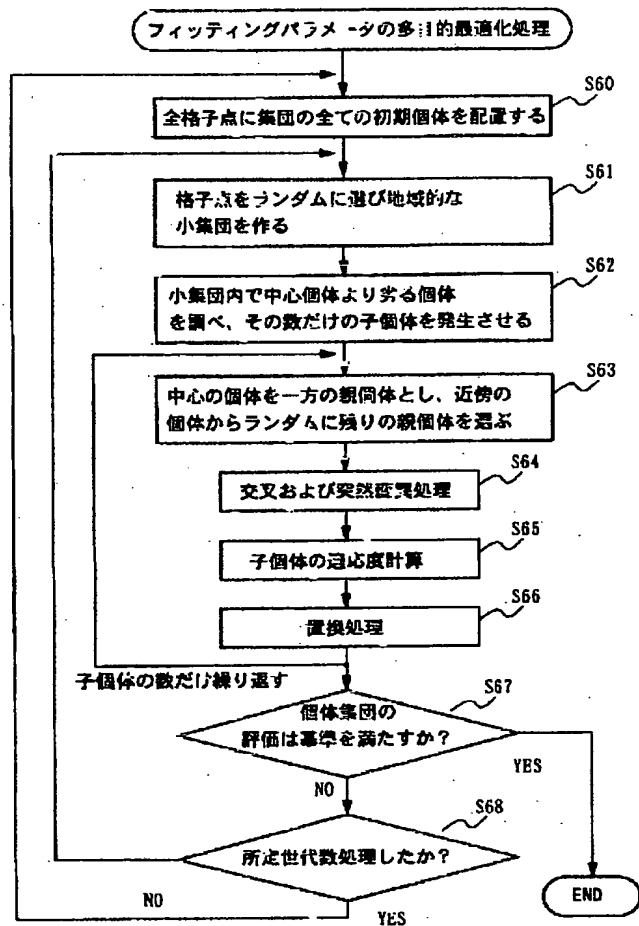 フィッティングパラメータの多目的最適化処理
S60
全格子点に集団の全ての初期個体を配置する
S61
格子点をランダムに選び地域的な
小集団を作る
S62
小集団内で中心個体より劣る個体
を調べ、その数だけの子個体を発生させる
S63
中心の個体を一方の親個体とし、近傍の
個体からランダムに残りの親個体を選ぶ
S64
交叉および突然変異処理
S65
子個体の適応度計算
S66
置換処理
子個体の数だけ繰り返す
S67
個体集団の
評価は基準を満たすか?
YES
NO
S68
所定世代数処理したか?
NO
YES
END